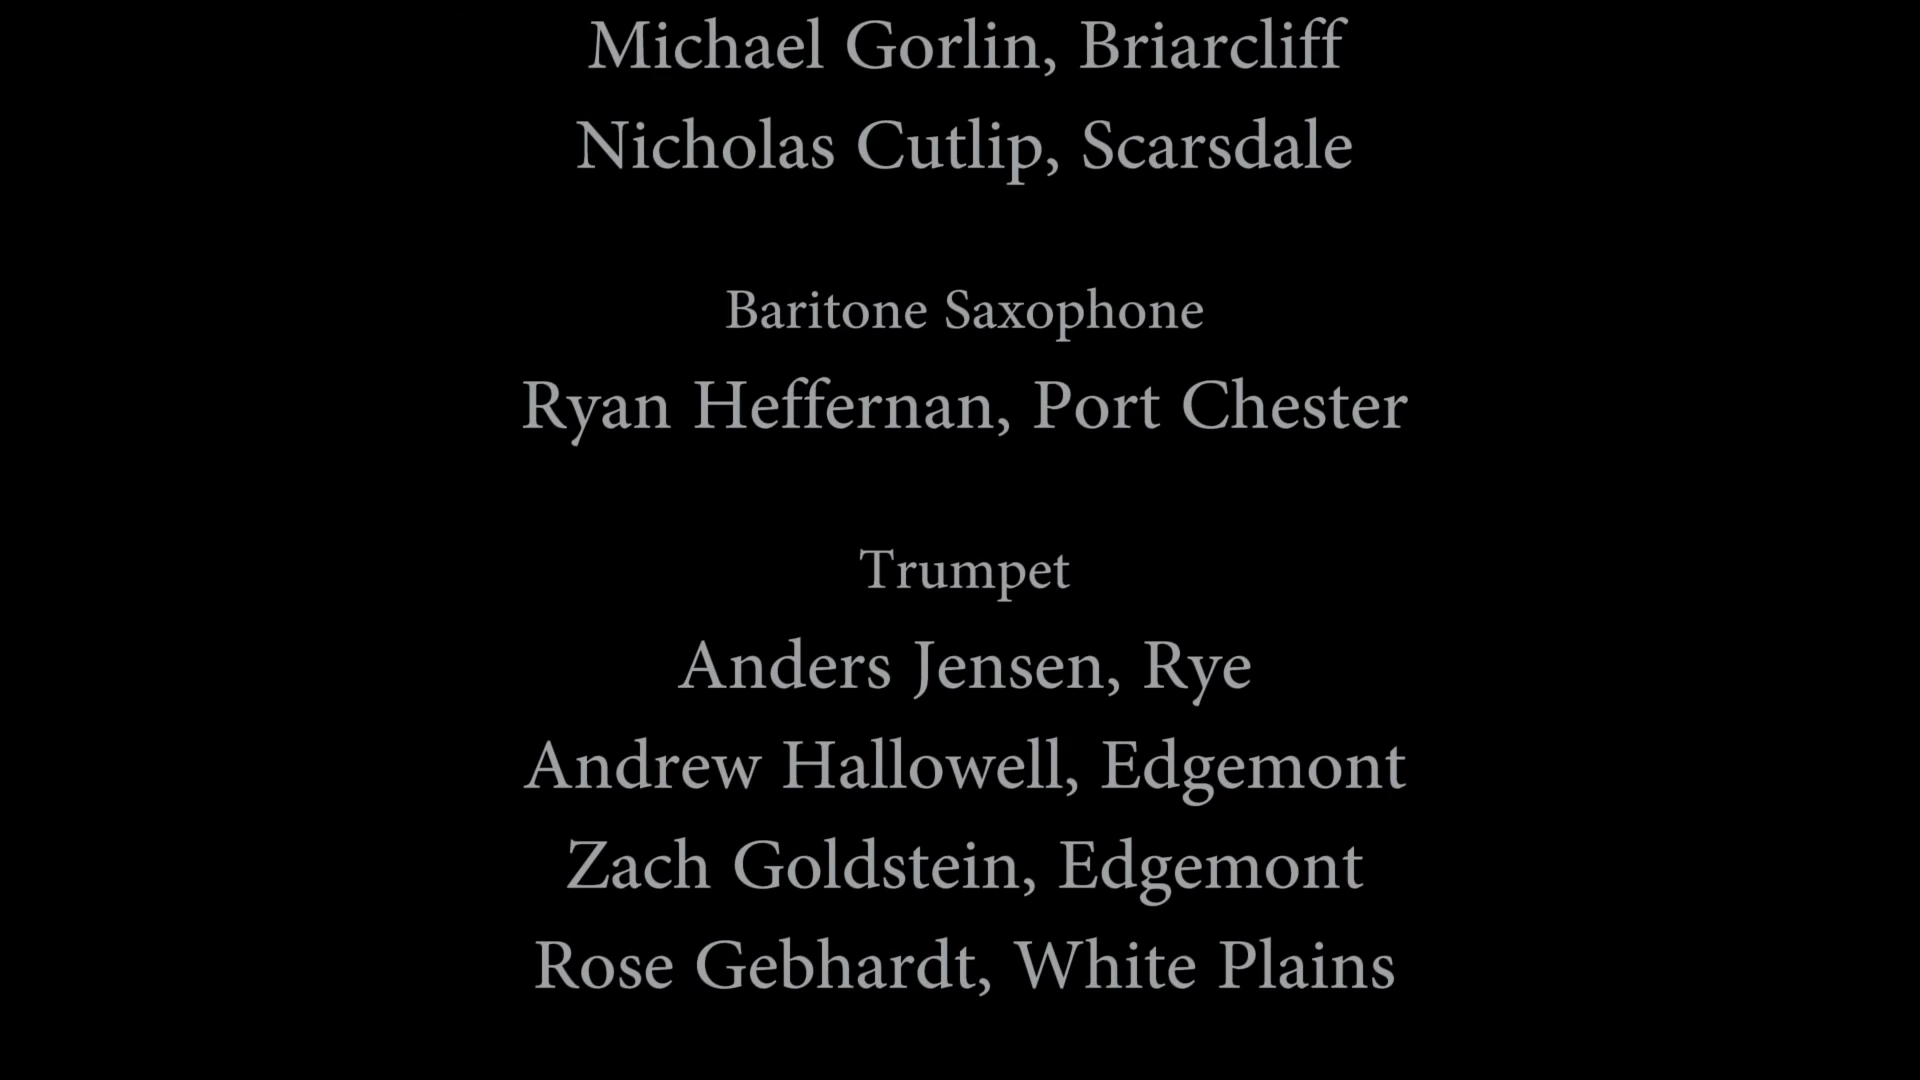 Michael Gorlin, Briarcliff
Nicholas Cutlip, Scarsdale
Baritone Saxophone
Ryan Heffernan, Port Chester
Trumpet
Anders Jensen, Rye
Andrew Hallowell, Edgemont
Zach Goldstein, Edgemont
Rose Gebhardt, White Plains